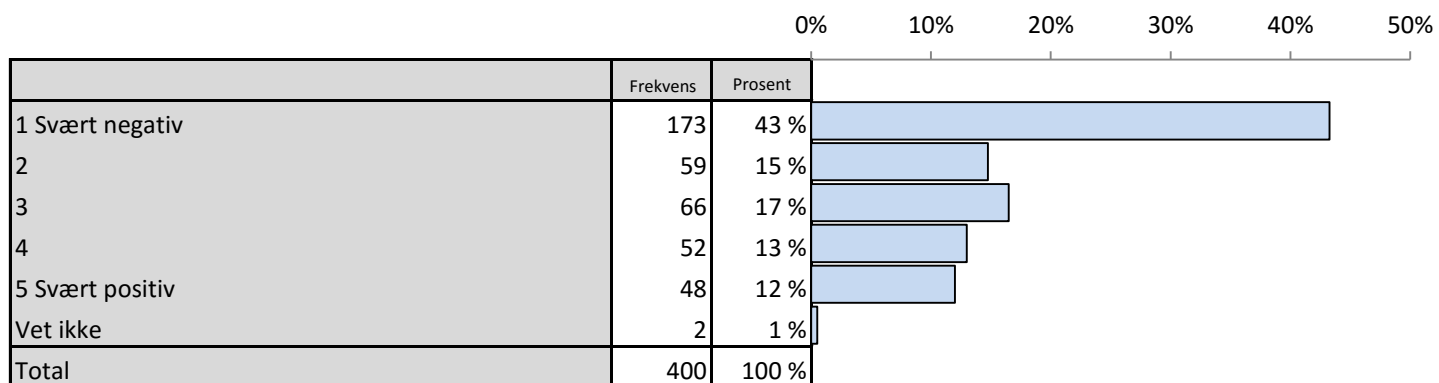 0% 10% 20% 30% 40% 50%
Frekvens Prosent
1 Svært negativ 173 43 %
2 59 15 %
3 66 17 %
4 52 13 %
5 Svært positiv 48 12 %
Vet ikke 2 1 %
Total 400 100 %